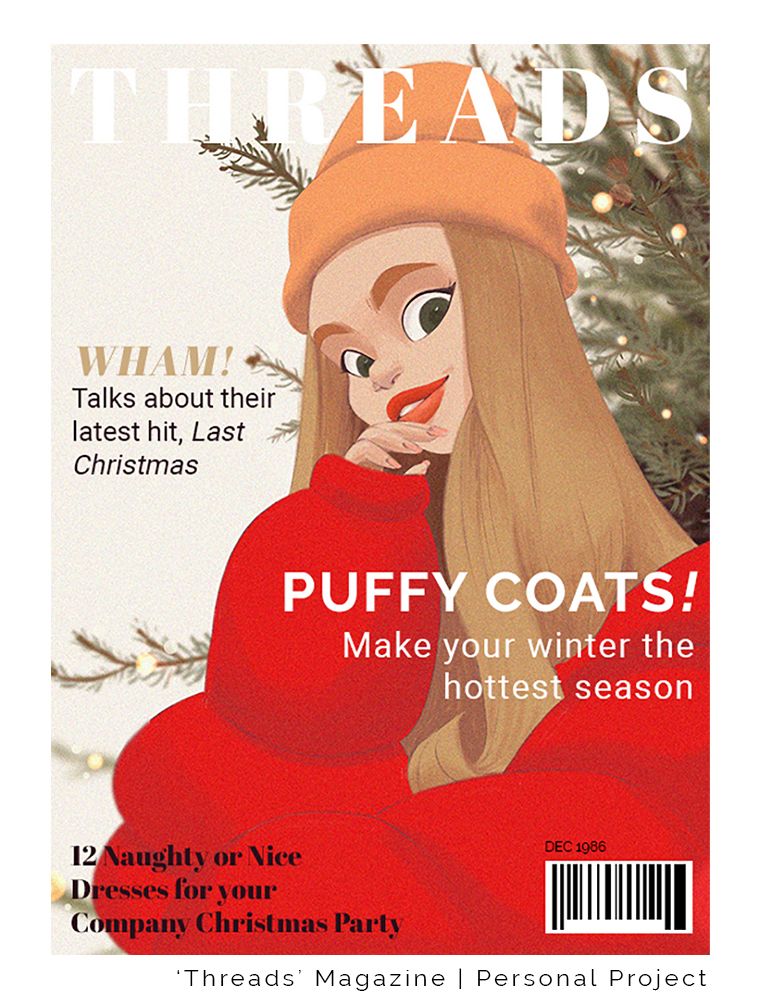 THREADS
WHAM!
Talks about their
latest hit, Last
Christmas
PUFFY COATS!
Make your winter the
hottest season
12 Naughty or Nice
Dresses for your
Company Christmas Party
DEC 1986
‘Threads’ Magazine | Personal Project